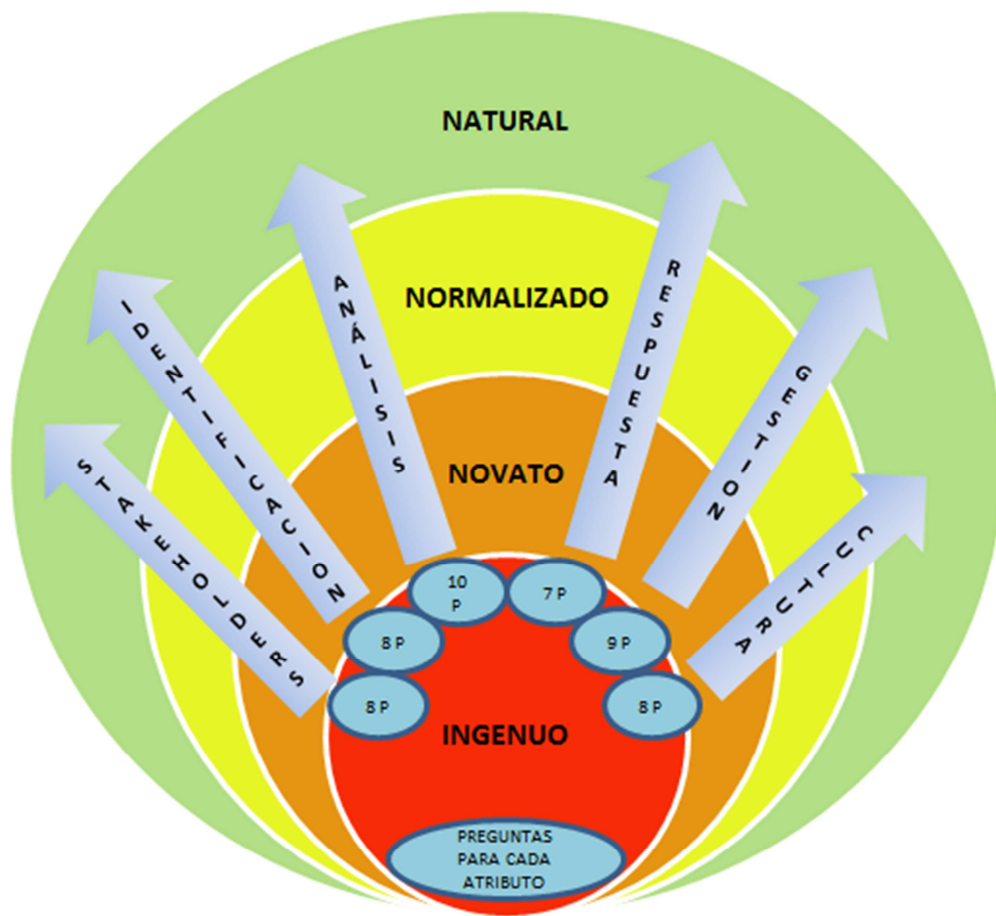 NATURAL
NORMALIZADO
NOVATO
INGENUO
STAKEHOLDERS
IDENTIFICACION
ANÁLISIS
RESPUESTA
GESTION
CULTURA
8 P
8 P
10
P
7 P
9 P
8 P
PREGUNTAS
PARA CADA
ATRIBUTO